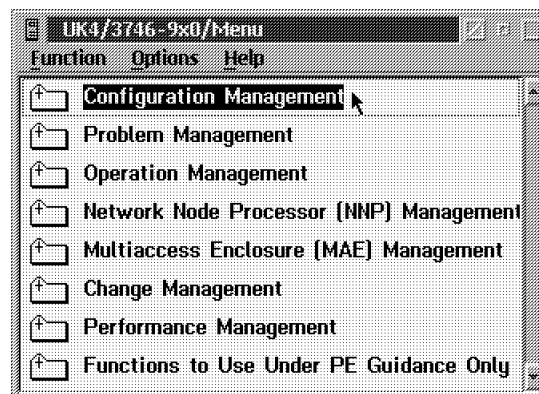 UK4/3746-9x0/Menu
Function Options Help
Configuration Management
Problem Management
Operation Management
Network Node Processor (NNP) Management
Multiaccess Enclosure (MAE) Management
Change Management
Performance Management
Functions to Use Under PE Guidance Only